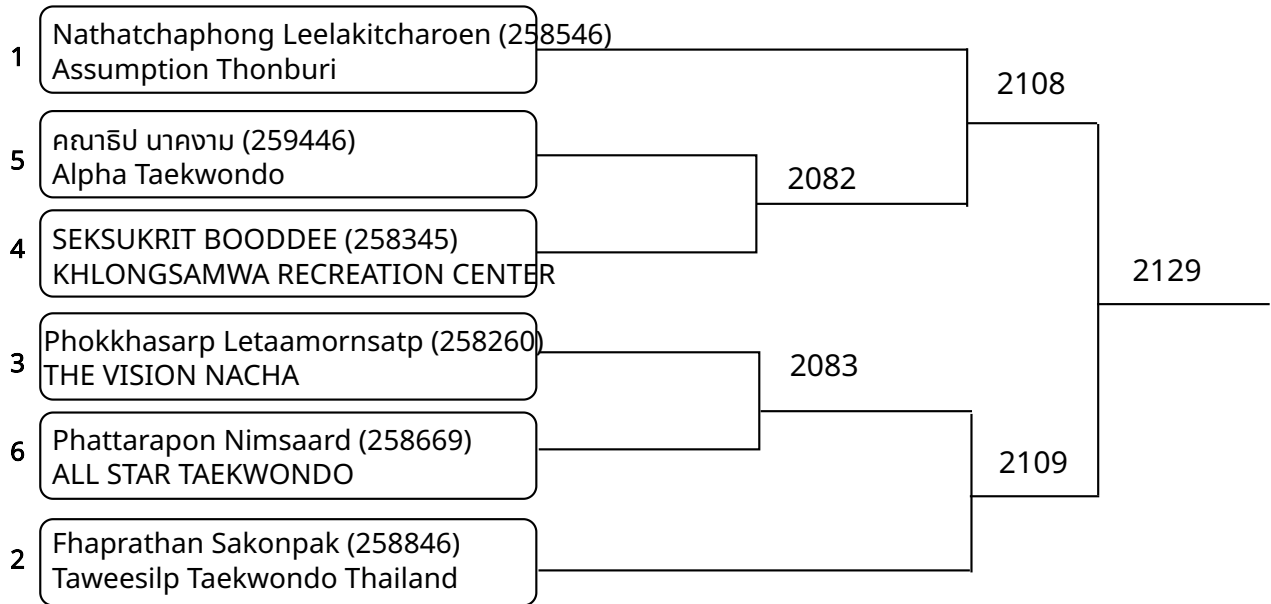 1
Nathatchaphong Leelakitcharoen (258546)
Assumption Thonburi
2108
5
คณาธิป นาคงาม (259446)
Alpha Taekwondo
2082
4
SEKSUKRIT BOODDEE (258345)
KHLONGSAMWA RECREATION CENTER
2129
3
Phokkhasarp Letaamornsatp (258260)
THE VISION NACHA
2083
6
Phattarapon Nimsaard (258669)
ALL STAR TAEKWONDO
2109
2
Fhaprathan Sakonpak (258846)
Taweesilp Taekwondo Thailand